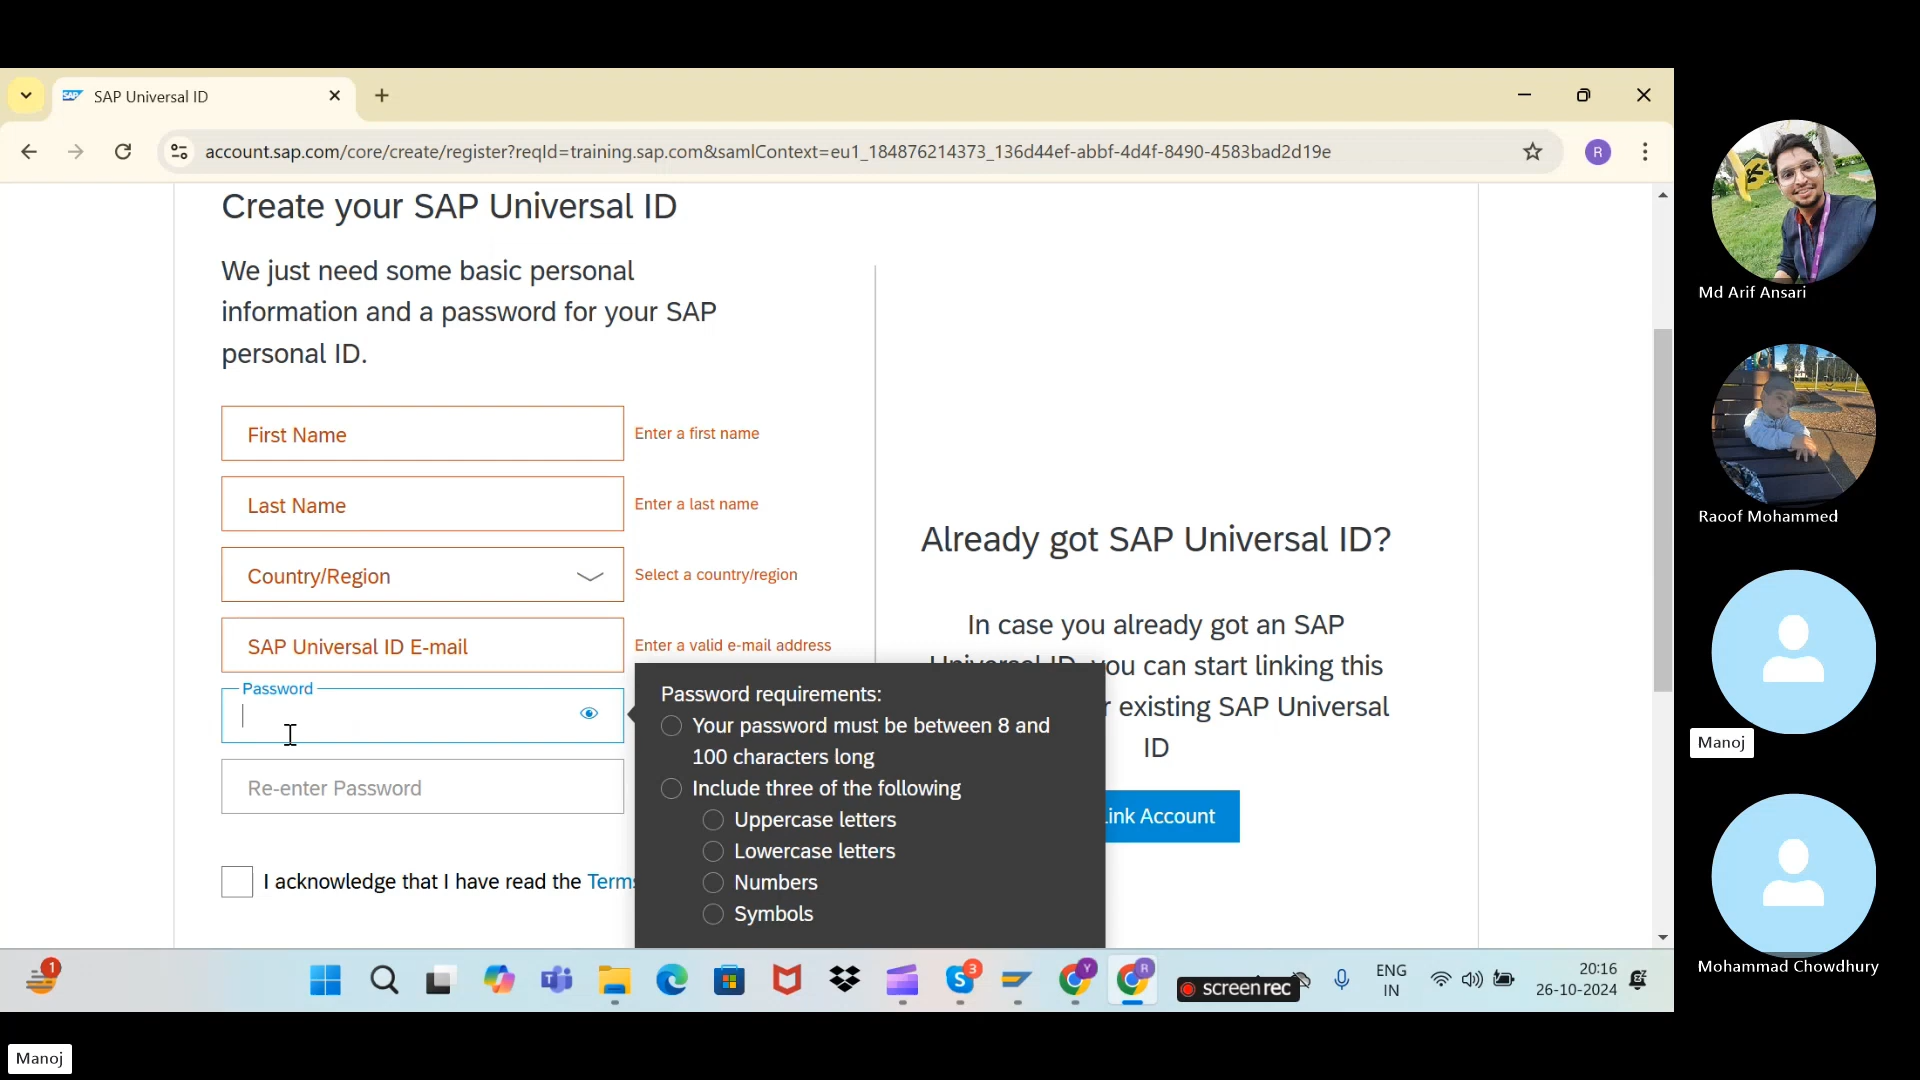 SAP Universal ID
account.sap.com/core/create/register?reqId=training.sap.com&samlContext=eu1_184876214373_136d44ef-abbf-4d4f-8490-4583bad2d19e
R
Create your SAP Universal ID
We just need some basic personal
information and a password for your SAP
personal ID.
First Name
Enter a first name
Last Name
Enter a last name
Country/Region
Select a country/region
SAP Universal ID E-mail
Enter a valid e-mail address
Password
Re-enter Password
I acknowledge that I have read the Terms
Password requirements:
Your password must be between 8 and
100 characters long
Include three of the following
Uppercase letters
Lowercase letters
Numbers
Symbols
Already got SAP Universal ID?
In case you already got an SAP
you can start linking this
existing SAP Universal
ID
Link Account
1
3
Y
R
screenrec
ENG
IN
20:16
26-10-2024
Md Arif Ansari
Raoof Mohammed
Manoj
Mohammad Chowdhury
Manoj